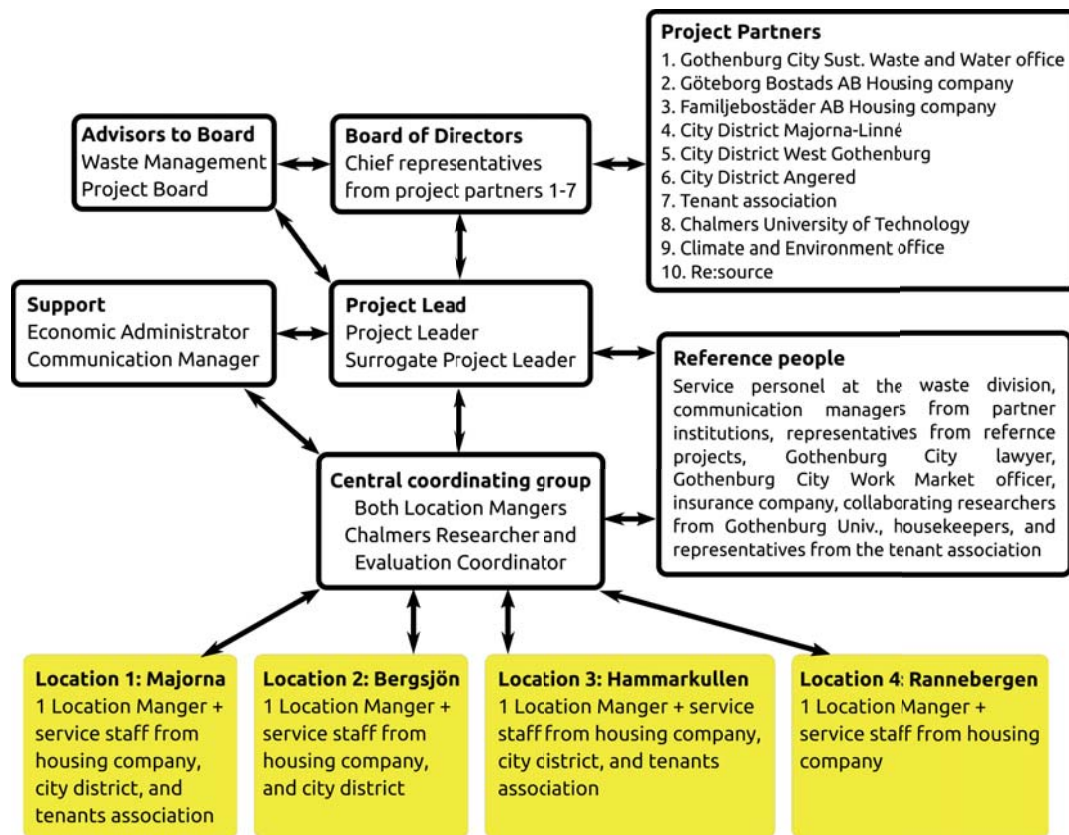 Project Partners
1. Gothenburg City Sust. Waste and Water office
2. Göteborg Bostads AB Housing company
3. Familjebostäder AB Housing company
4. City District Majorna-Linné
5. City District West Gothenburg
6. City District Angered
7. Tenant association
8. Chalmers University of Technology
9. Climate and Environment office
10. Re:source
Advisors to Board
Waste Management
Project Board
Board of Directors
Chief representatives
from project partners 1-7
Support
Economic Administrator
Communication Manager
Project Lead
Project Leader
Surrogate Project Leader
Reference people
Service personel at the waste division,
communication managers from partner
institutions, representatives from refernce
projects, Gothenburg City lawyer,
Gothenburg City Work Market officer,
insurance company, collaborating researchers
from Gothenburg Univ., housekeepers, and
representatives from the tenant association
Central coordinating group
Both Location Mangers
Chalmers Researcher and
Evaluation Coordinator
Location 1: Majorna
1 Location Manger +
service staff from
housing company,
city district, and
tenants association
Location 2: Bergsjön
1 Location Manger +
service staff from
housing company,
and city district
Location 3: Hammarkullen
1 Location Manger + service
staff from housing company,
city cistrict, and tenants
association
Location 4: Rannebergen
1 Location Manger +
service staff from housing
company